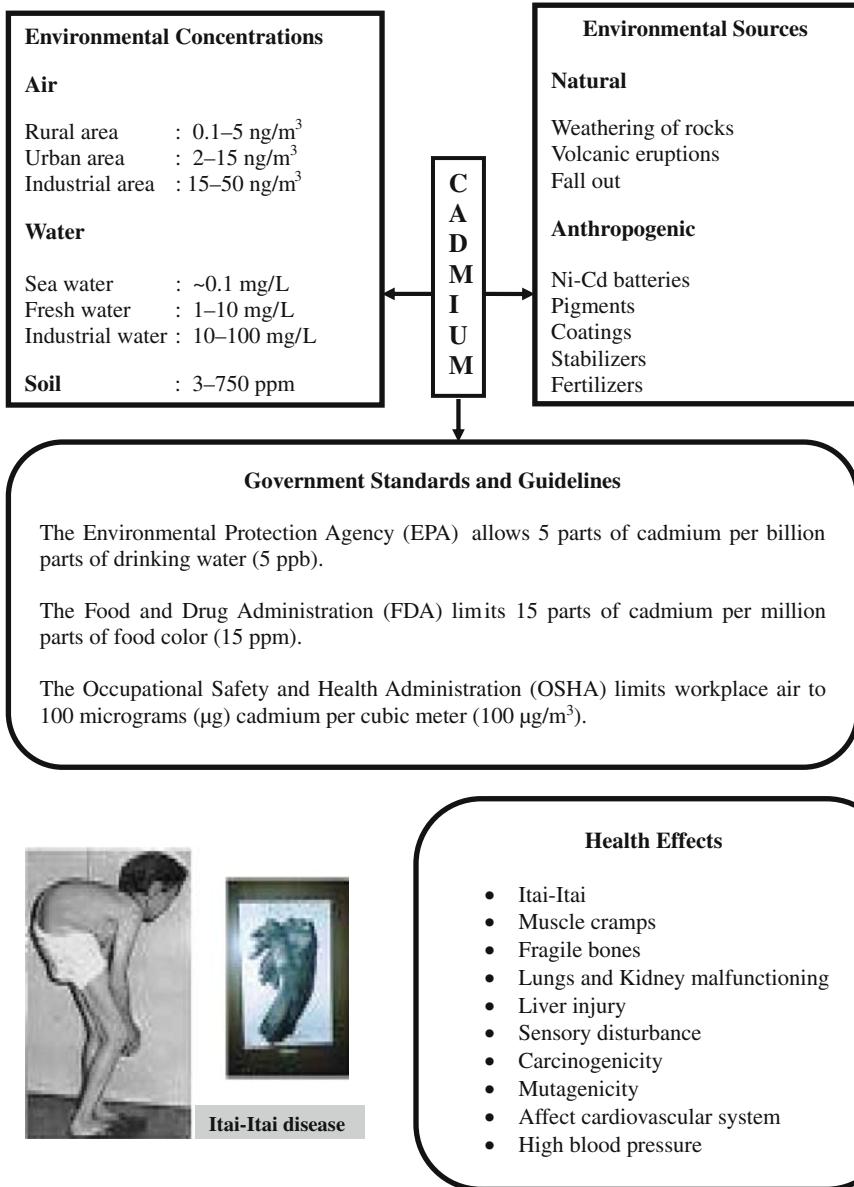 Environmental Concentrations
Air
Rural area : 0.1–5 ng/m³
Urban area : 2–15 ng/m³
Industrial area : 15–50 ng/m³
Water
Sea water : ~0.1 mg/L
Fresh water : 1–10 mg/L
Industrial water : 10–100 mg/L
Soil : 3–750 ppm
C
A
D
M
I
U
M
Environmental Sources
Natural
Weathering of rocks
Volcanic eruptions
Fall out
Anthropogenic
Ni-Cd batteries
Pigments
Coatings
Stabilizers
Fertilizers
Government Standards and Guidelines
The Environmental Protection Agency (EPA) allows 5 parts of cadmium per billion
parts of drinking water (5 ppb).
The Food and Drug Administration (FDA) limits 15 parts of cadmium per million
parts of food color (15 ppm).
The Occupational Safety and Health Administration (OSHA) limits workplace air to
100 micrograms (µg) cadmium per cubic meter (100 µg/m³).
Itai-Itai disease
Health Effects
• Itai-Itai
• Muscle cramps
• Fragile bones
• Lungs and Kidney malfunctioning
• Liver injury
• Sensory disturbance
• Carcinogenicity
• Mutagenicity
• Affect cardiovascular system
• High blood pressure